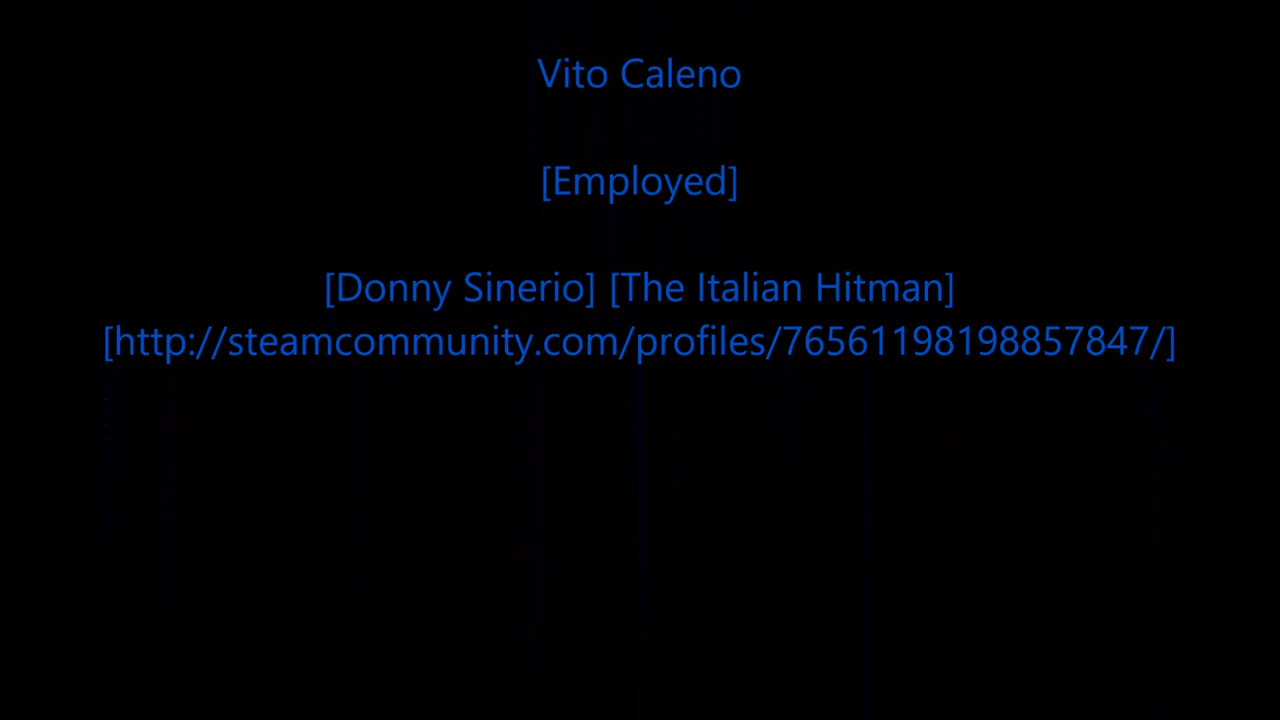 Vito Caleno
[Employed]
[Donny Sinerio] [The Italian Hitman]
[http://steamcommunity.com/profiles/76561198198857847/]